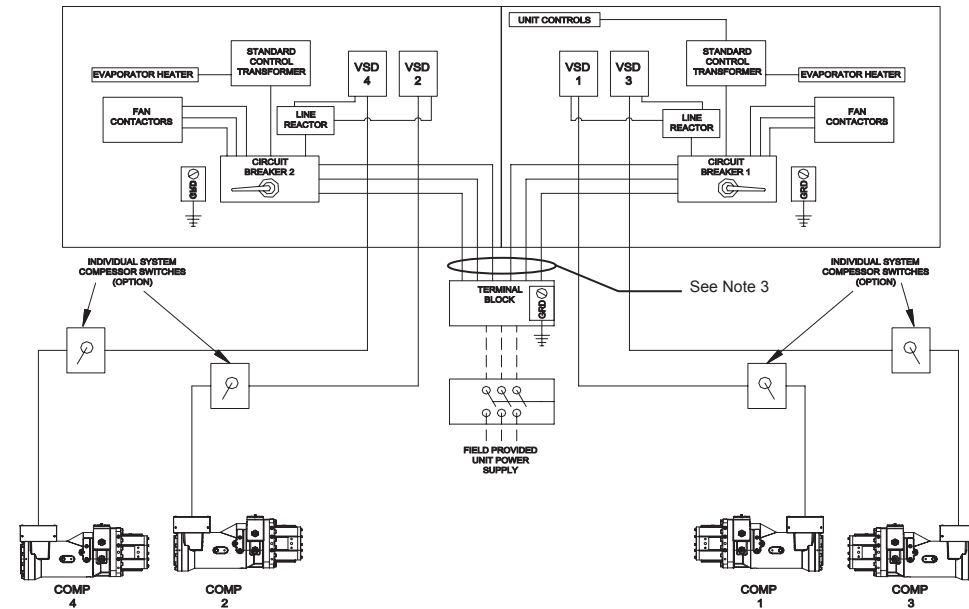 UNIT CONTROLS
STANDARD
CONTROL
TRANSFORMER
VSD
4
VSD
2
VSD
1
VSD
3
STANDARD
CONTROL
TRANSFORMER
EVAPORATOR HEATER
EVAPORATOR HEATER
FAN
CONTACTORS
LINE
REACTOR
LINE
REACTOR
FAN
CONTACTORS
CIRCUIT
BREAKER 2
CIRCUIT
BREAKER 1
GRD
GRD
INDIVIDUAL SYSTEM
COMPESSOR SWITCHES
(OPTION)
TERMINAL
BLOCK
GRD
See Note 3
INDIVIDUAL SYSTEM
COMPESSOR SWITCHES
(OPTION)
FIELD PROVIDED
UNIT POWER
SUPPLY
COMP
4
COMP
2
COMP
1
COMP
3